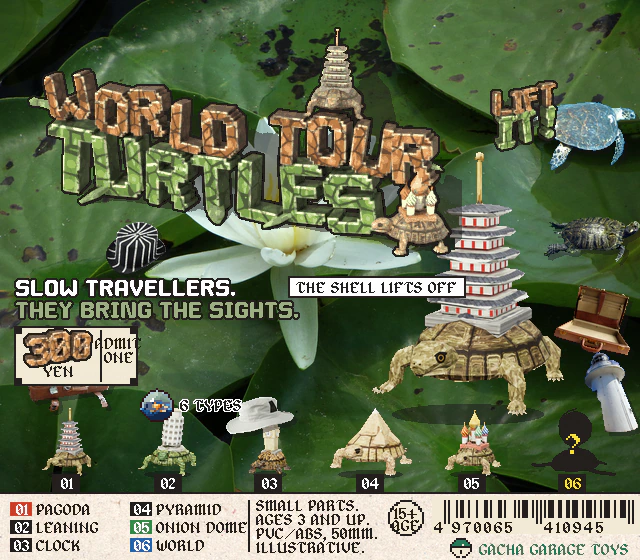 WORLD TOUR
TURTLES
LIFT
IT!
SLOW TRAVELLERS.
THEY BRING THE SIGHTS.
THE SHELL LIFTS OFF
300
YEN
ADMIT
ONE
6 TYPES
?
01
02
03
04
05
06
01 PAGODA
02 LEANING
03 CLOCK
04 PYRAMID
05 ONION DOME
06 WORLD
SMALL PARTS.
AGES 3 AND UP.
PVC/ABS, 50MM.
ILLUSTRATIVE.
15+
AGE
4 970065 410945
GACHA GARAGE TOYS